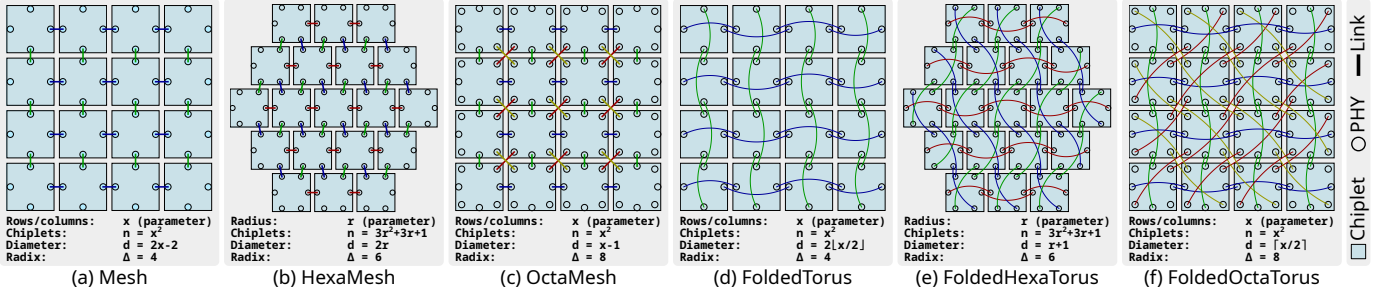 Rows/columns: x (parameter)
Chiplets: n = x²
Diameter: d = 2x-2
Radix: Δ = 4
(a) Mesh
Radius: r (parameter)
Chiplets: n = 3r²+3r+1
Diameter: d = 2r
Radix: Δ = 6
(b) HexaMesh
Rows/columns: x (parameter)
Chiplets: n = x²
Diameter: d = x-1
Radix: Δ = 8
(c) OctaMesh
Rows/columns: x (parameter)
Chiplets: n = x²
Diameter: d = 2⌊x/2⌋
Radix: Δ = 4
(d) FoldedTorus
Radius: r (parameter)
Chiplets: n = 3r²+3r+1
Diameter: d = r+1
Radix: Δ = 6
(e) FoldedHexaTorus
Rows/columns: x (parameter)
Chiplets: n = x²
Diameter: d = ⌈x/2⌉
Radix: Δ = 8
(f) FoldedOctaTorus
Chiplet PHY Link